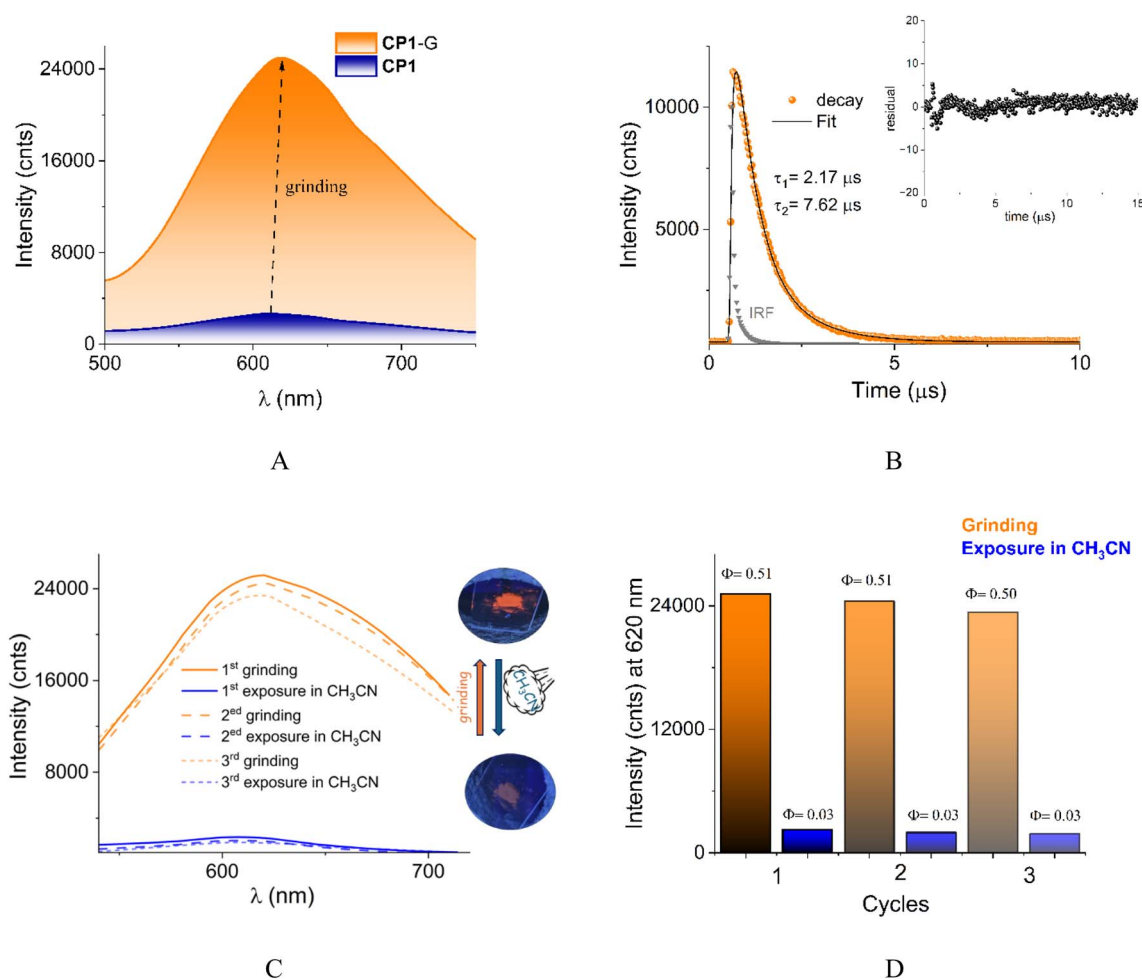 CP1-G
CP1
24000
16000
8000
0
500
600
700
grinding
Intensity (cnts)
λ (nm)
A
10000
5000
0
0
5
10
decay
Fit
τ1= 2.17 μs
τ2= 7.62 μs
IRF
Intensity (cnts)
Time (μs)
20
15
10
5
0
−5
−10
−20
0
5
10
15
residual
time (μs)
B
24000
16000
8000
600
700
1st grinding
1st exposure in CH3CN
2ed grinding
2ed exposure in CH3CN
3rd grinding
3rd exposure in CH3CN
grinding
CH3CN
Intensity (cnts)
λ (nm)
C
Grinding
Exposure in CH3CN
Φ= 0.51
Φ= 0.51
Φ= 0.50
Φ= 0.03
Φ= 0.03
Φ= 0.03
24000
12000
0
1
2
3
Intensity (cnts) at 620 nm
Cycles
D